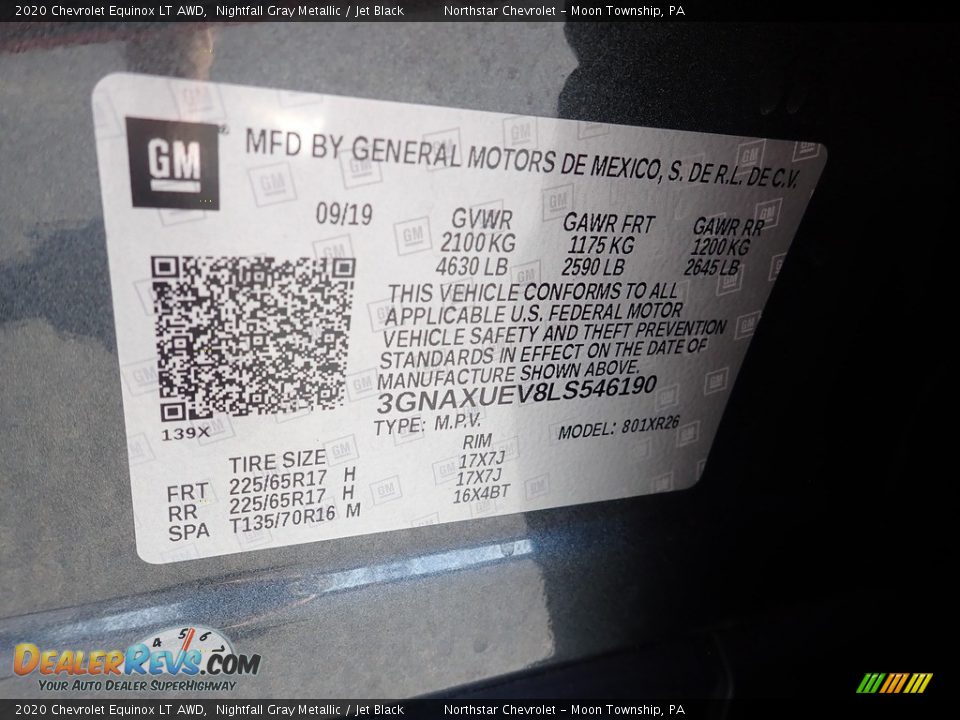 2020 Chevrolet Equinox LT AWD, Nightfall Gray Metallic / Jet Black Northstar Chevrolet - Moon Township, PA
GM ® MFD BY GENERAL MOTORS DE MEXICO, S. DE R.L. DE C.V.
09/19 GVWR GAWR FRT GAWR RR
2100 KG 1175 KG 1200 KG
4630 LB 2590 LB 2645 LB
THIS VEHICLE CONFORMS TO ALL
APPLICABLE U.S. FEDERAL MOTOR
VEHICLE SAFETY AND THEFT PREVENTION
STANDARDS IN EFFECT ON THE DATE OF
MANUFACTURE SHOWN ABOVE.
3GNAXUEV8LS546190
139X
TYPE: M.P.V. MODEL: 801XR26
TIRE SIZE RIM
FRT 225/65R17 H 17X7J
RR 225/65R17 H 17X7J
SPA T135/70R16 M 16X4BT
4 5 6
DEALERREVS.COM
YOUR AUTO DEALER SUPERHIGHWAY
2020 Chevrolet Equinox LT AWD, Nightfall Gray Metallic / Jet Black Northstar Chevrolet - Moon Township, PA